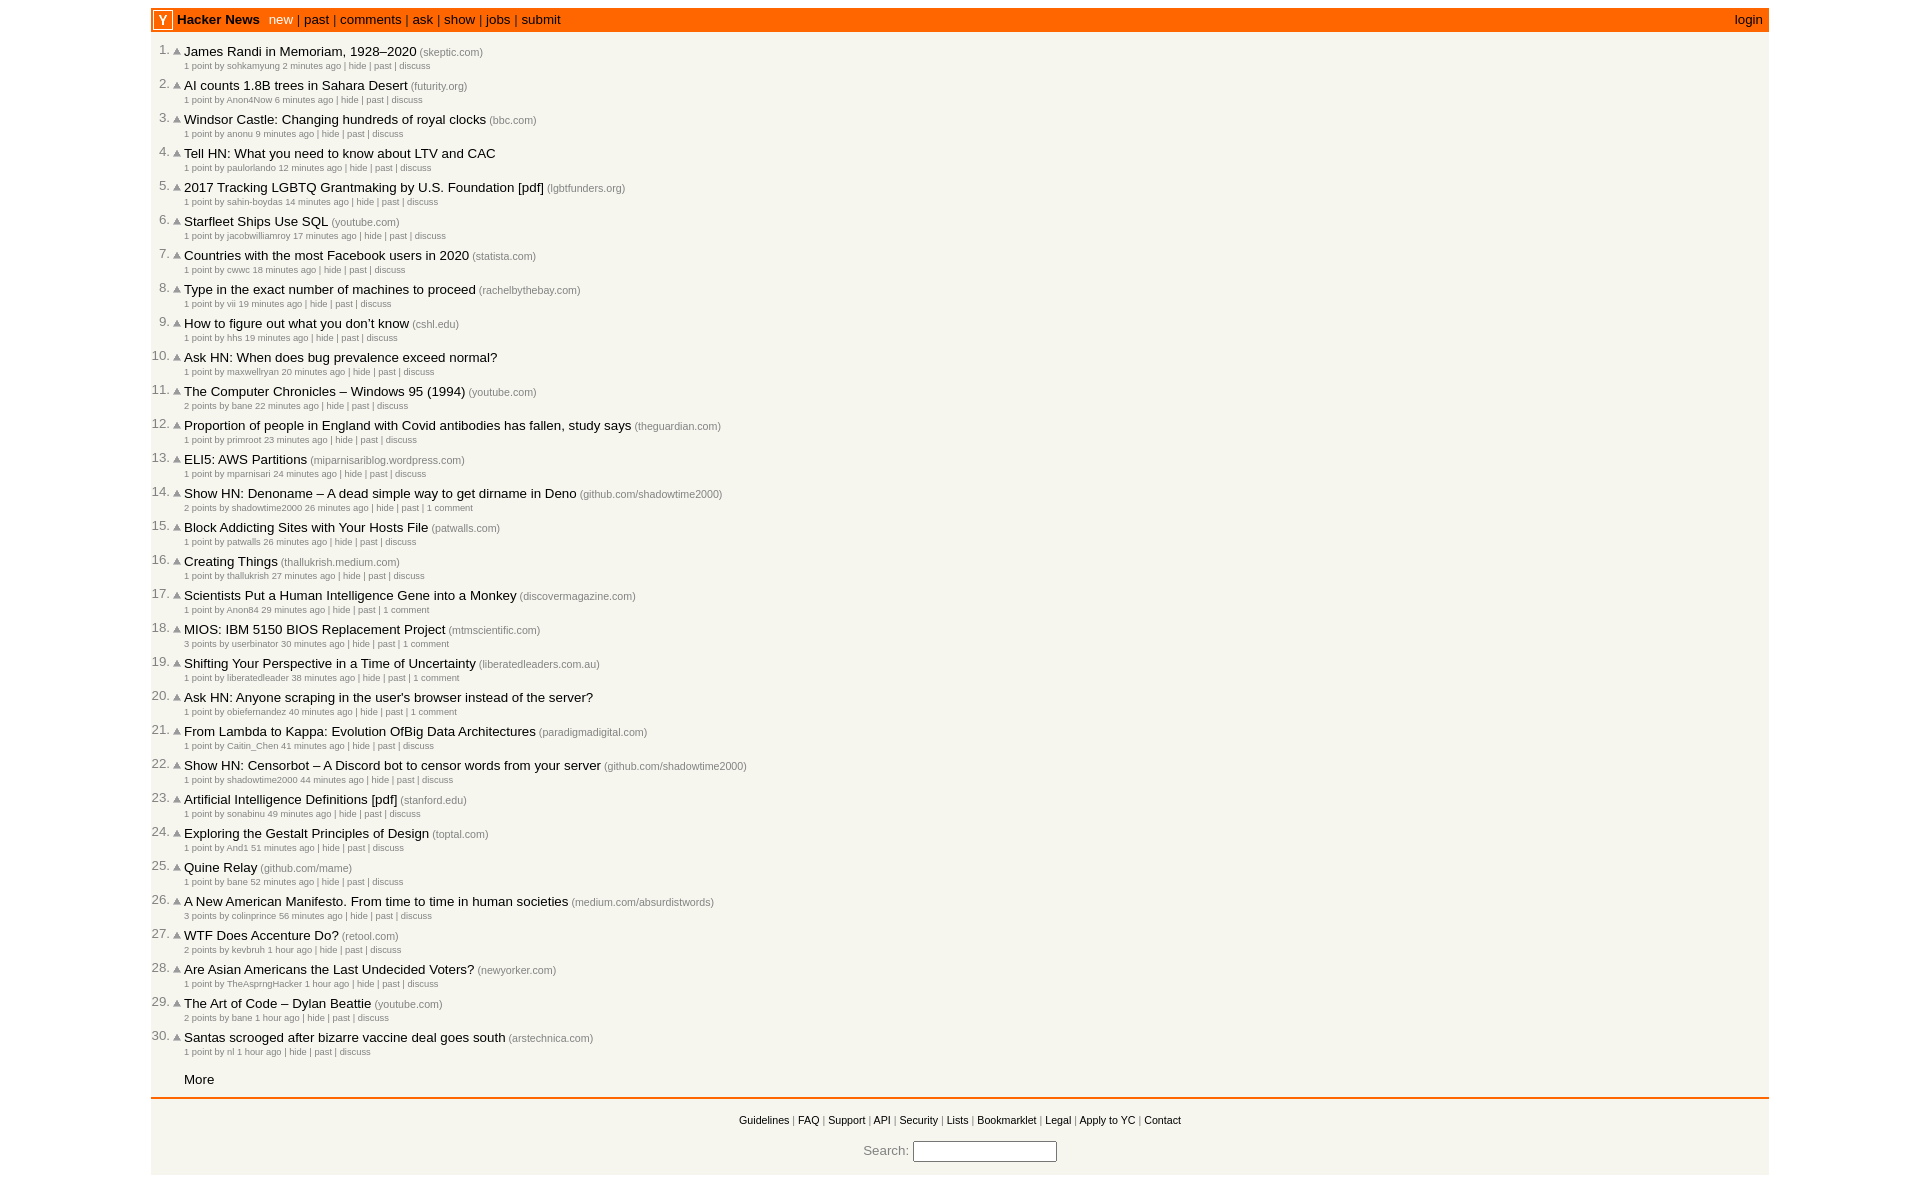 Y Hacker News new | past | comments | ask | show | jobs | submit login
1. James Randi in Memoriam, 1928–2020 (skeptic.com)
1 point by sohkamyung 2 minutes ago | hide | past | discuss
2. AI counts 1.8B trees in Sahara Desert (futurity.org)
1 point by Anon4Now 6 minutes ago | hide | past | discuss
3. Windsor Castle: Changing hundreds of royal clocks (bbc.com)
1 point by anonu 9 minutes ago | hide | past | discuss
4. Tell HN: What you need to know about LTV and CAC
1 point by paulorlando 12 minutes ago | hide | past | discuss
5. 2017 Tracking LGBTQ Grantmaking by U.S. Foundation [pdf] (lgbtfunders.org)
1 point by sahin-boydas 14 minutes ago | hide | past | discuss
6. Starfleet Ships Use SQL (youtube.com)
1 point by jacobwilliamroy 17 minutes ago | hide | past | discuss
7. Countries with the most Facebook users in 2020 (statista.com)
1 point by cwwc 18 minutes ago | hide | past | discuss
8. Type in the exact number of machines to proceed (rachelbythebay.com)
1 point by vii 19 minutes ago | hide | past | discuss
9. How to figure out what you don’t know (cshl.edu)
1 point by hhs 19 minutes ago | hide | past | discuss
10. Ask HN: When does bug prevalence exceed normal?
1 point by maxwellryan 20 minutes ago | hide | past | discuss
11. The Computer Chronicles – Windows 95 (1994) (youtube.com)
2 points by bane 22 minutes ago | hide | past | discuss
12. Proportion of people in England with Covid antibodies has fallen, study says (theguardian.com)
1 point by primroot 23 minutes ago | hide | past | discuss
13. ELI5: AWS Partitions (miparnisariblog.wordpress.com)
1 point by mparnisari 24 minutes ago | hide | past | discuss
14. Show HN: Denoname – A dead simple way to get dirname in Deno (github.com/shadowtime2000)
2 points by shadowtime2000 26 minutes ago | hide | past | 1 comment
15. Block Addicting Sites with Your Hosts File (patwalls.com)
1 point by patwalls 26 minutes ago | hide | past | discuss
16. Creating Things (thallukrish.medium.com)
1 point by thallukrish 27 minutes ago | hide | past | discuss
17. Scientists Put a Human Intelligence Gene into a Monkey (discovermagazine.com)
1 point by Anon84 29 minutes ago | hide | past | 1 comment
18. MIOS: IBM 5150 BIOS Replacement Project (mtmscientific.com)
3 points by userbinator 30 minutes ago | hide | past | 1 comment
19. Shifting Your Perspective in a Time of Uncertainty (liberatedleaders.com.au)
1 point by liberatedleader 38 minutes ago | hide | past | 1 comment
20. Ask HN: Anyone scraping in the user's browser instead of the server?
1 point by obiefernandez 40 minutes ago | hide | past | 1 comment
21. From Lambda to Kappa: Evolution OfBig Data Architectures (paradigmadigital.com)
1 point by Caitin_Chen 41 minutes ago | hide | past | discuss
22. Show HN: Censorbot – A Discord bot to censor words from your server (github.com/shadowtime2000)
1 point by shadowtime2000 44 minutes ago | hide | past | discuss
23. Artificial Intelligence Definitions [pdf] (stanford.edu)
1 point by sonabinu 49 minutes ago | hide | past | discuss
24. Exploring the Gestalt Principles of Design (toptal.com)
1 point by And1 51 minutes ago | hide | past | discuss
25. Quine Relay (github.com/mame)
1 point by bane 52 minutes ago | hide | past | discuss
26. A New American Manifesto. From time to time in human societies (medium.com/absurdistwords)
3 points by colinprince 56 minutes ago | hide | past | discuss
27. WTF Does Accenture Do? (retool.com)
2 points by kevbruh 1 hour ago | hide | past | discuss
28. Are Asian Americans the Last Undecided Voters? (newyorker.com)
1 point by TheAsprngHacker 1 hour ago | hide | past | discuss
29. The Art of Code – Dylan Beattie (youtube.com)
2 points by bane 1 hour ago | hide | past | discuss
30. Santas scrooged after bizarre vaccine deal goes south (arstechnica.com)
1 point by nl 1 hour ago | hide | past | discuss
More
Guidelines | FAQ | Support | API | Security | Lists | Bookmarklet | Legal | Apply to YC | Contact
Search: